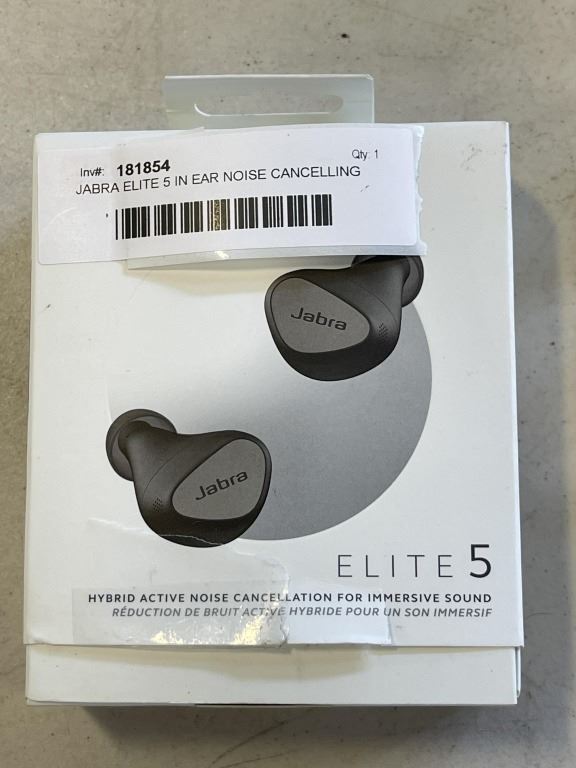 Inv#: 181854 Qty: 1
JABRA ELITE 5 IN EAR NOISE CANCELLING
Jabra
Jabra
ELITE 5
HYBRID ACTIVE NOISE CANCELLATION FOR IMMERSIVE SOUND
RÉDUCTION DE BRUIT ACTIVE HYBRIDE POUR UN SON IMMERSIF